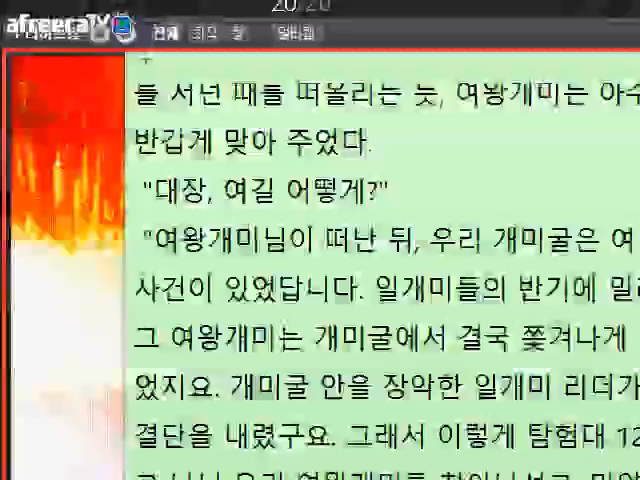 20:20
afreecaTV
전체
들 서넌 때들 떠올리는 듯, 여왕개미는 아주
반갑게 맞아 주었다.
"대장, 여길 어떻게?"
"여왕개미님이 떠난 뒤, 우리 개미굴은 여
사건이 있었답니다. 일개미들의 반기에 밀려
그 여왕개미는 개미굴에서 결국 쫓겨나게
었지요. 개미굴 안을 장악한 일개미 리더가
결단을 내렸구요. 그래서 이렇게 탐험대 12